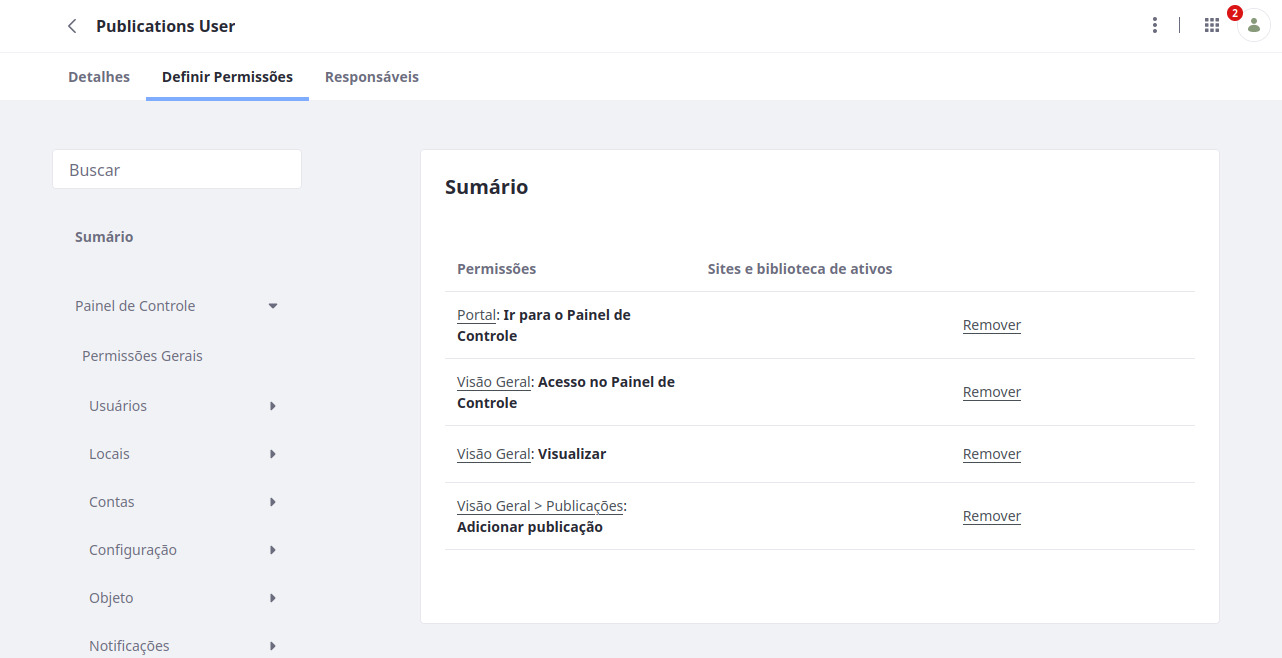 Publications User
2
Detalhes
Definir Permissões
Responsáveis
Buscar
Sumário
Painel de Controle
Permissões Gerais
Usuários
Locais
Contas
Configuração
Objeto
Notificações
Sumário
Permissões
Sites e biblioteca de ativos
Portal: Ir para o Painel de
Controle
Remover
Visão Geral: Acesso no Painel de
Controle
Remover
Visão Geral: Visualizar
Remover
Visão Geral > Publicações:
Adicionar publicação
Remover